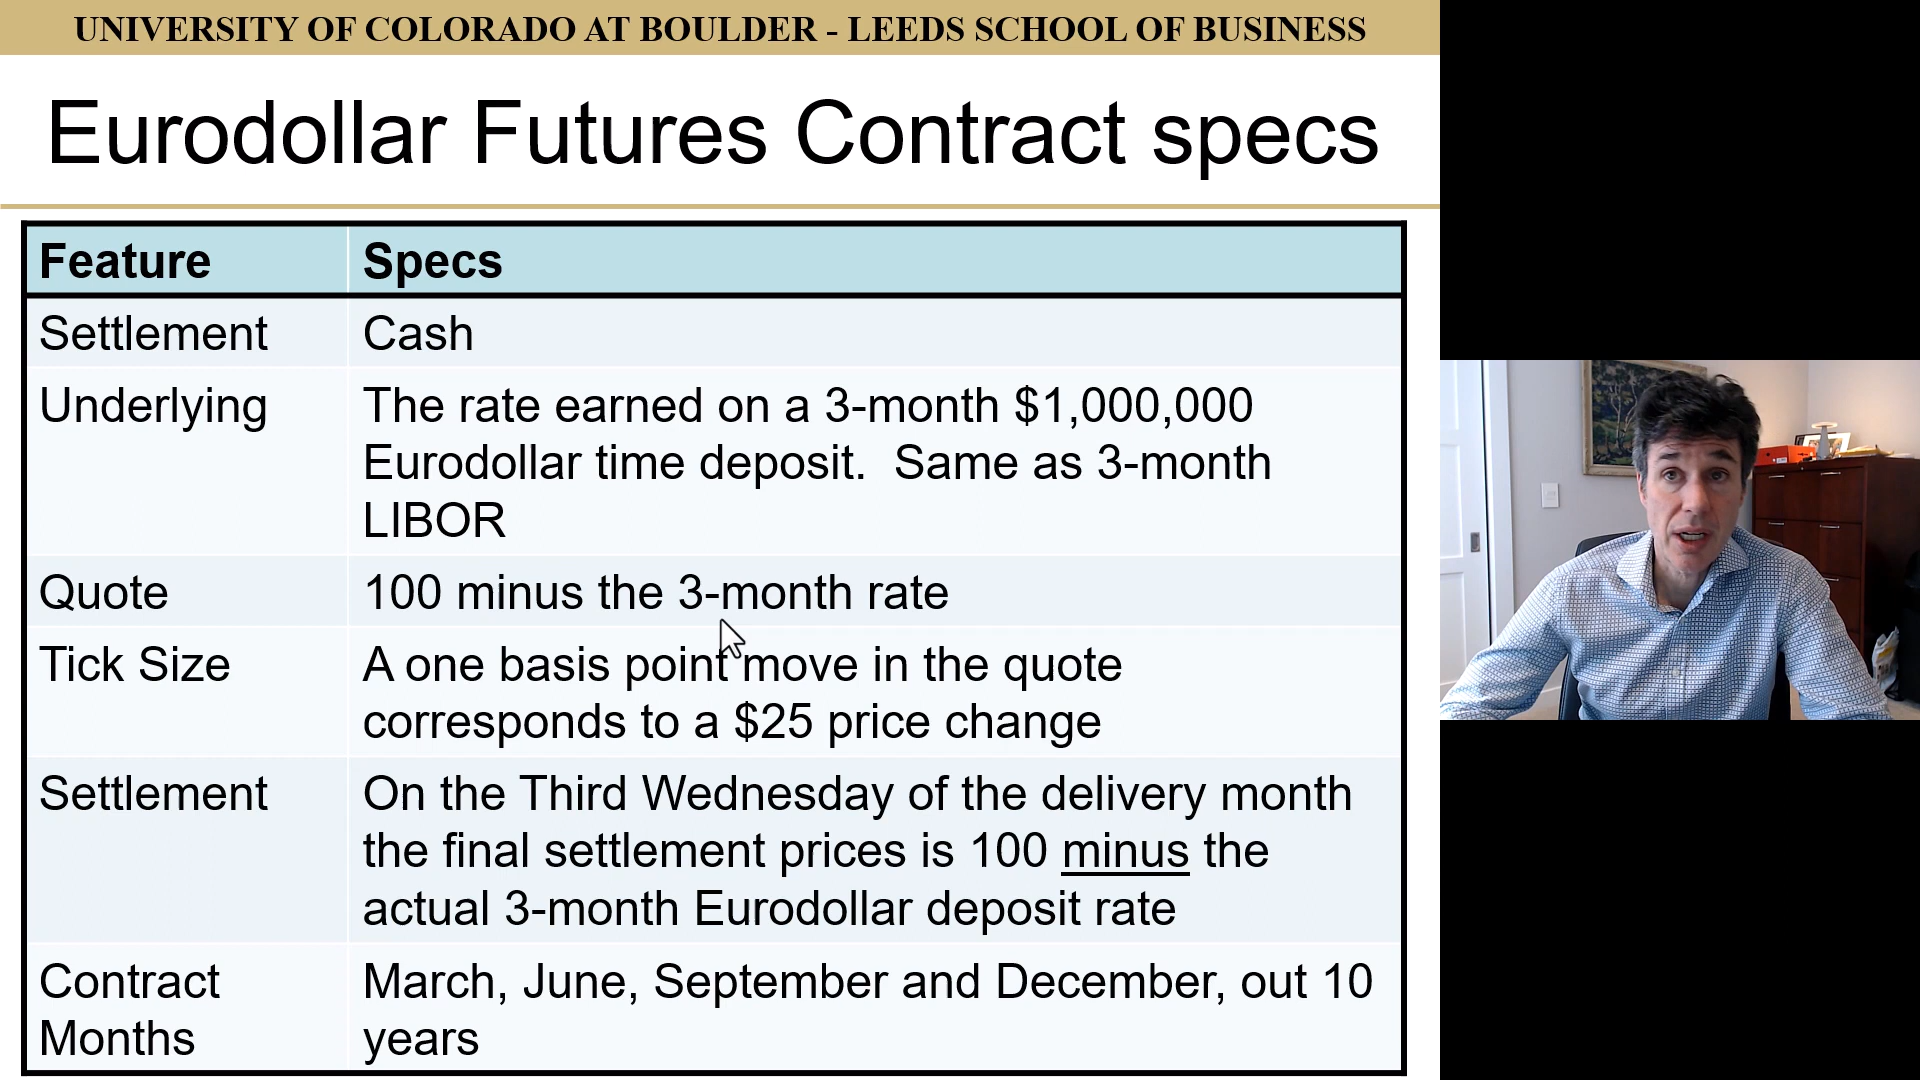 UNIVERSITY OF COLORADO AT BOULDER - LEEDS SCHOOL OF BUSINESS
Eurodollar Futures Contract specs
Feature Specs
Settlement Cash
Underlying The rate earned on a 3-month $1,000,000
Eurodollar time deposit. Same as 3-month
LIBOR
Quote 100 minus the 3-month rate
Tick Size A one basis point move in the quote
corresponds to a $25 price change
Settlement On the Third Wednesday of the delivery month
the final settlement prices is 100 minus the
actual 3-month Eurodollar deposit rate
Contract Months March, June, September and December, out 10
years